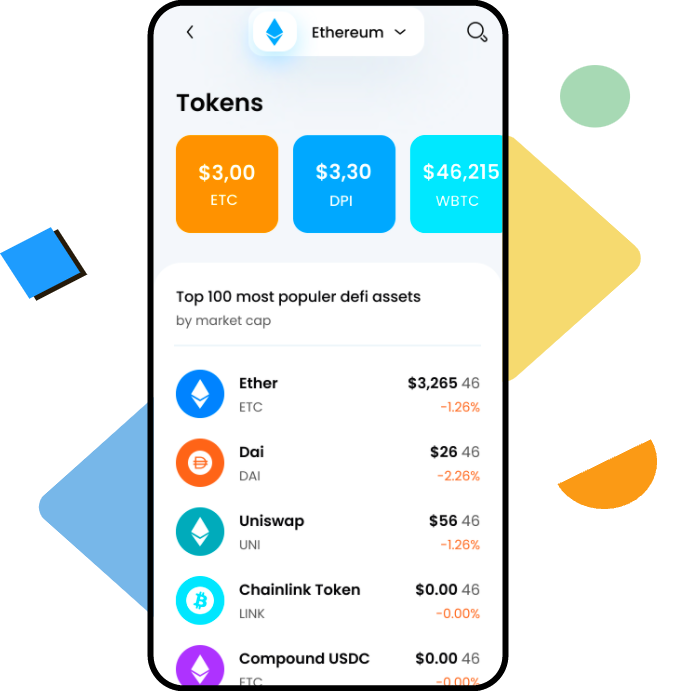 Ethereum
Tokens
$3,00
ETC
$3,30
DPI
$46,215
WBTC
Top 100 most populer defi assets
by market cap
Ether
$3,265 46
ETC
-1.26%
Dai
$26 46
DAI
-2.26%
Uniswap
$56 46
UNI
-1.26%
Chainlink Token
$0.00 46
LINK
-0.00%
Compound USDC
$0.00 46
ETC
-0.00%